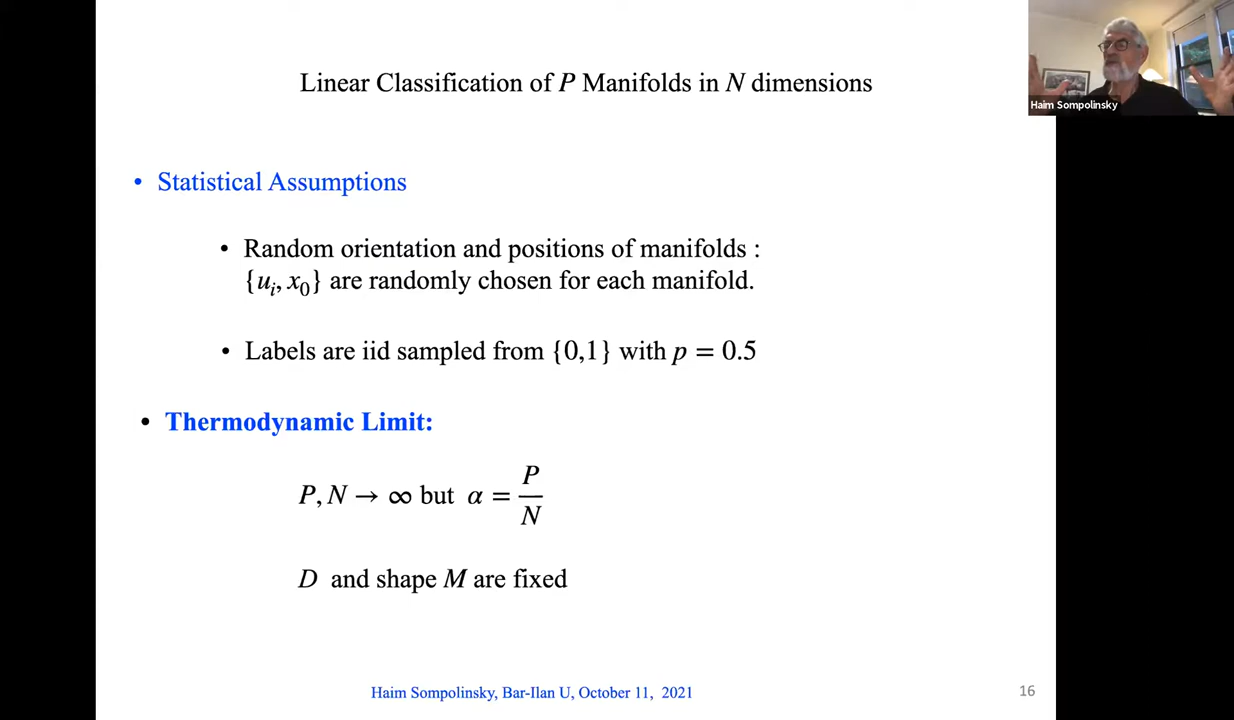 Linear Classification of P Manifolds in N dimensions
Haim Sompolinsky
• Statistical Assumptions
• Random orientation and positions of manifolds :
{uᵢ, x₀} are randomly chosen for each manifold.
• Labels are iid sampled from {0,1} with p = 0.5
• Thermodynamic Limit:
P, N → ∞ but α = P/N
D and shape M are fixed
Haim Sompolinsky, Bar-Ilan U, October 11, 2021
16